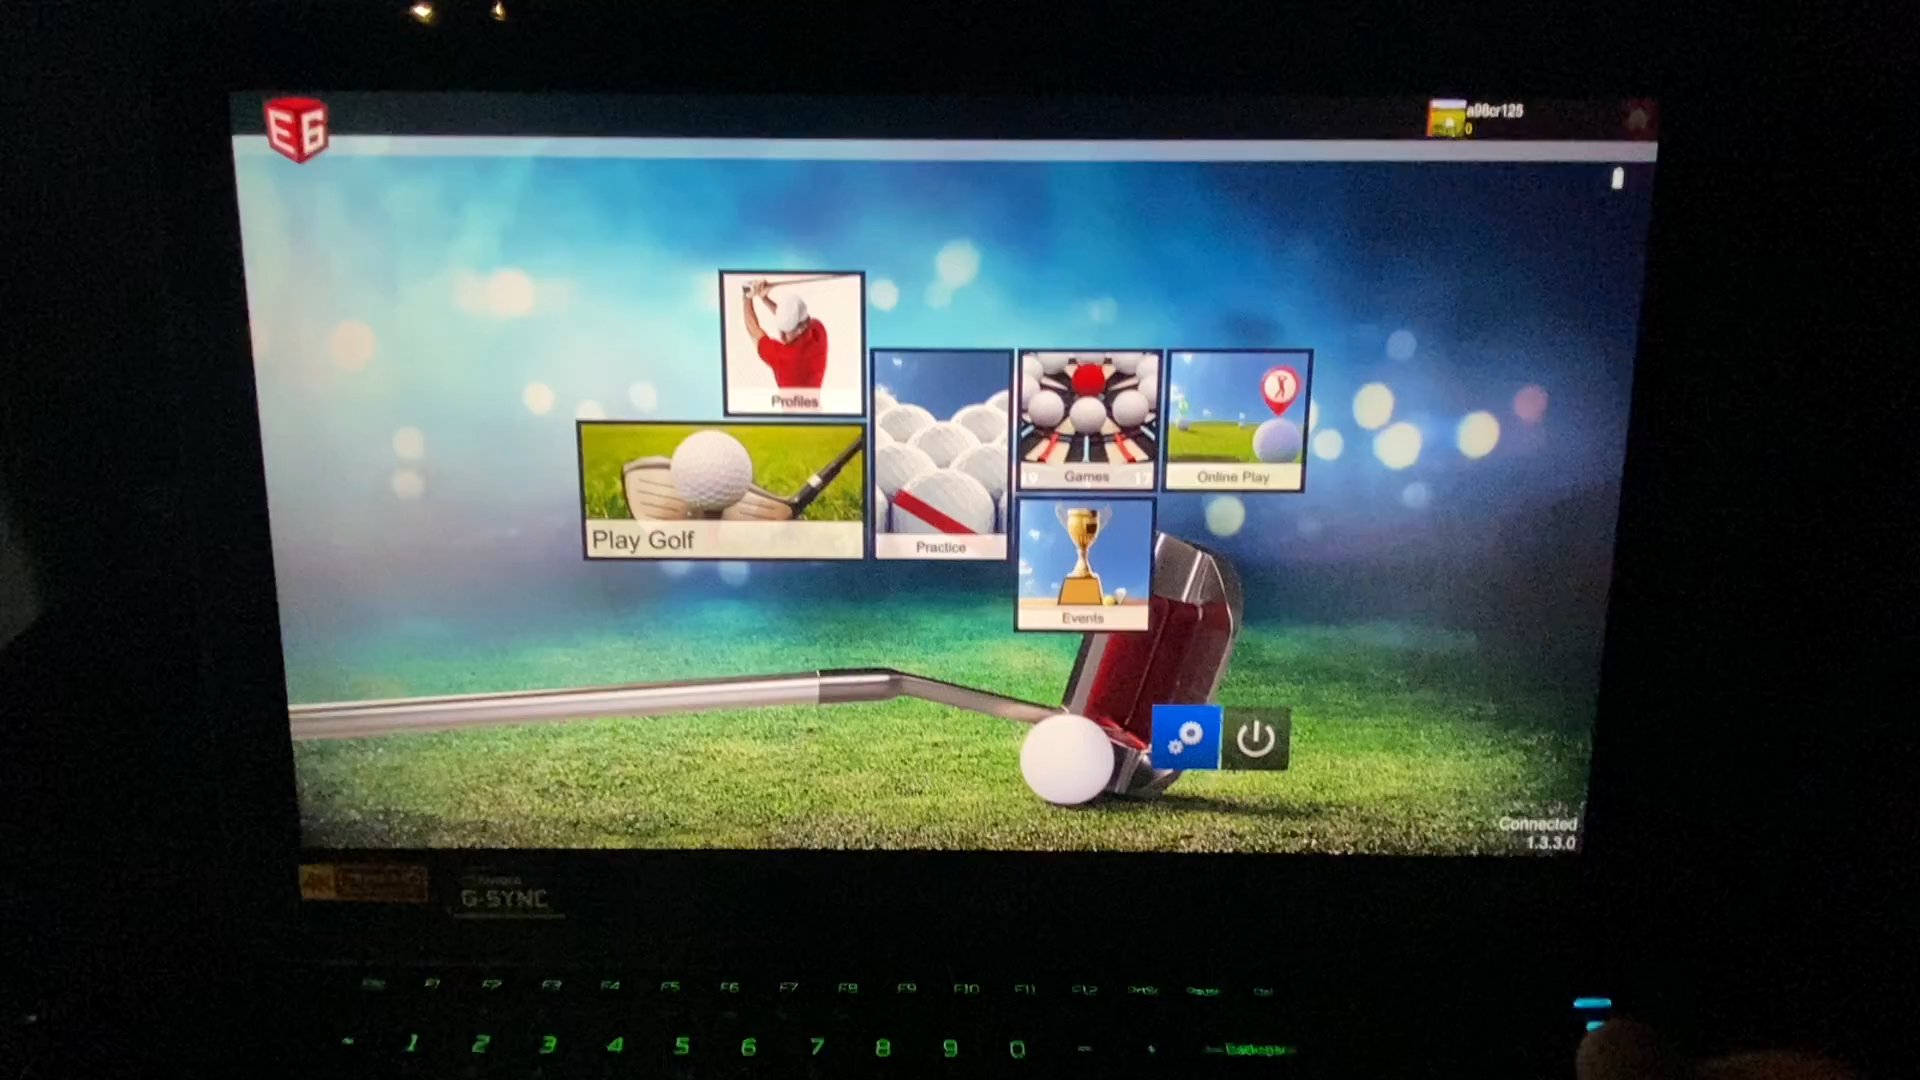 E6
a98cr125
0
Profiles
Games
Online Play
Play Golf
Practice
Events
Connected
1.3.3.0
G-SYNC
F1 F2 F3 F4 F5 F6 F7 F8 F9 F10 F11 F12
1 2 3 4 5 6 7 8 9 0 - + Backspace